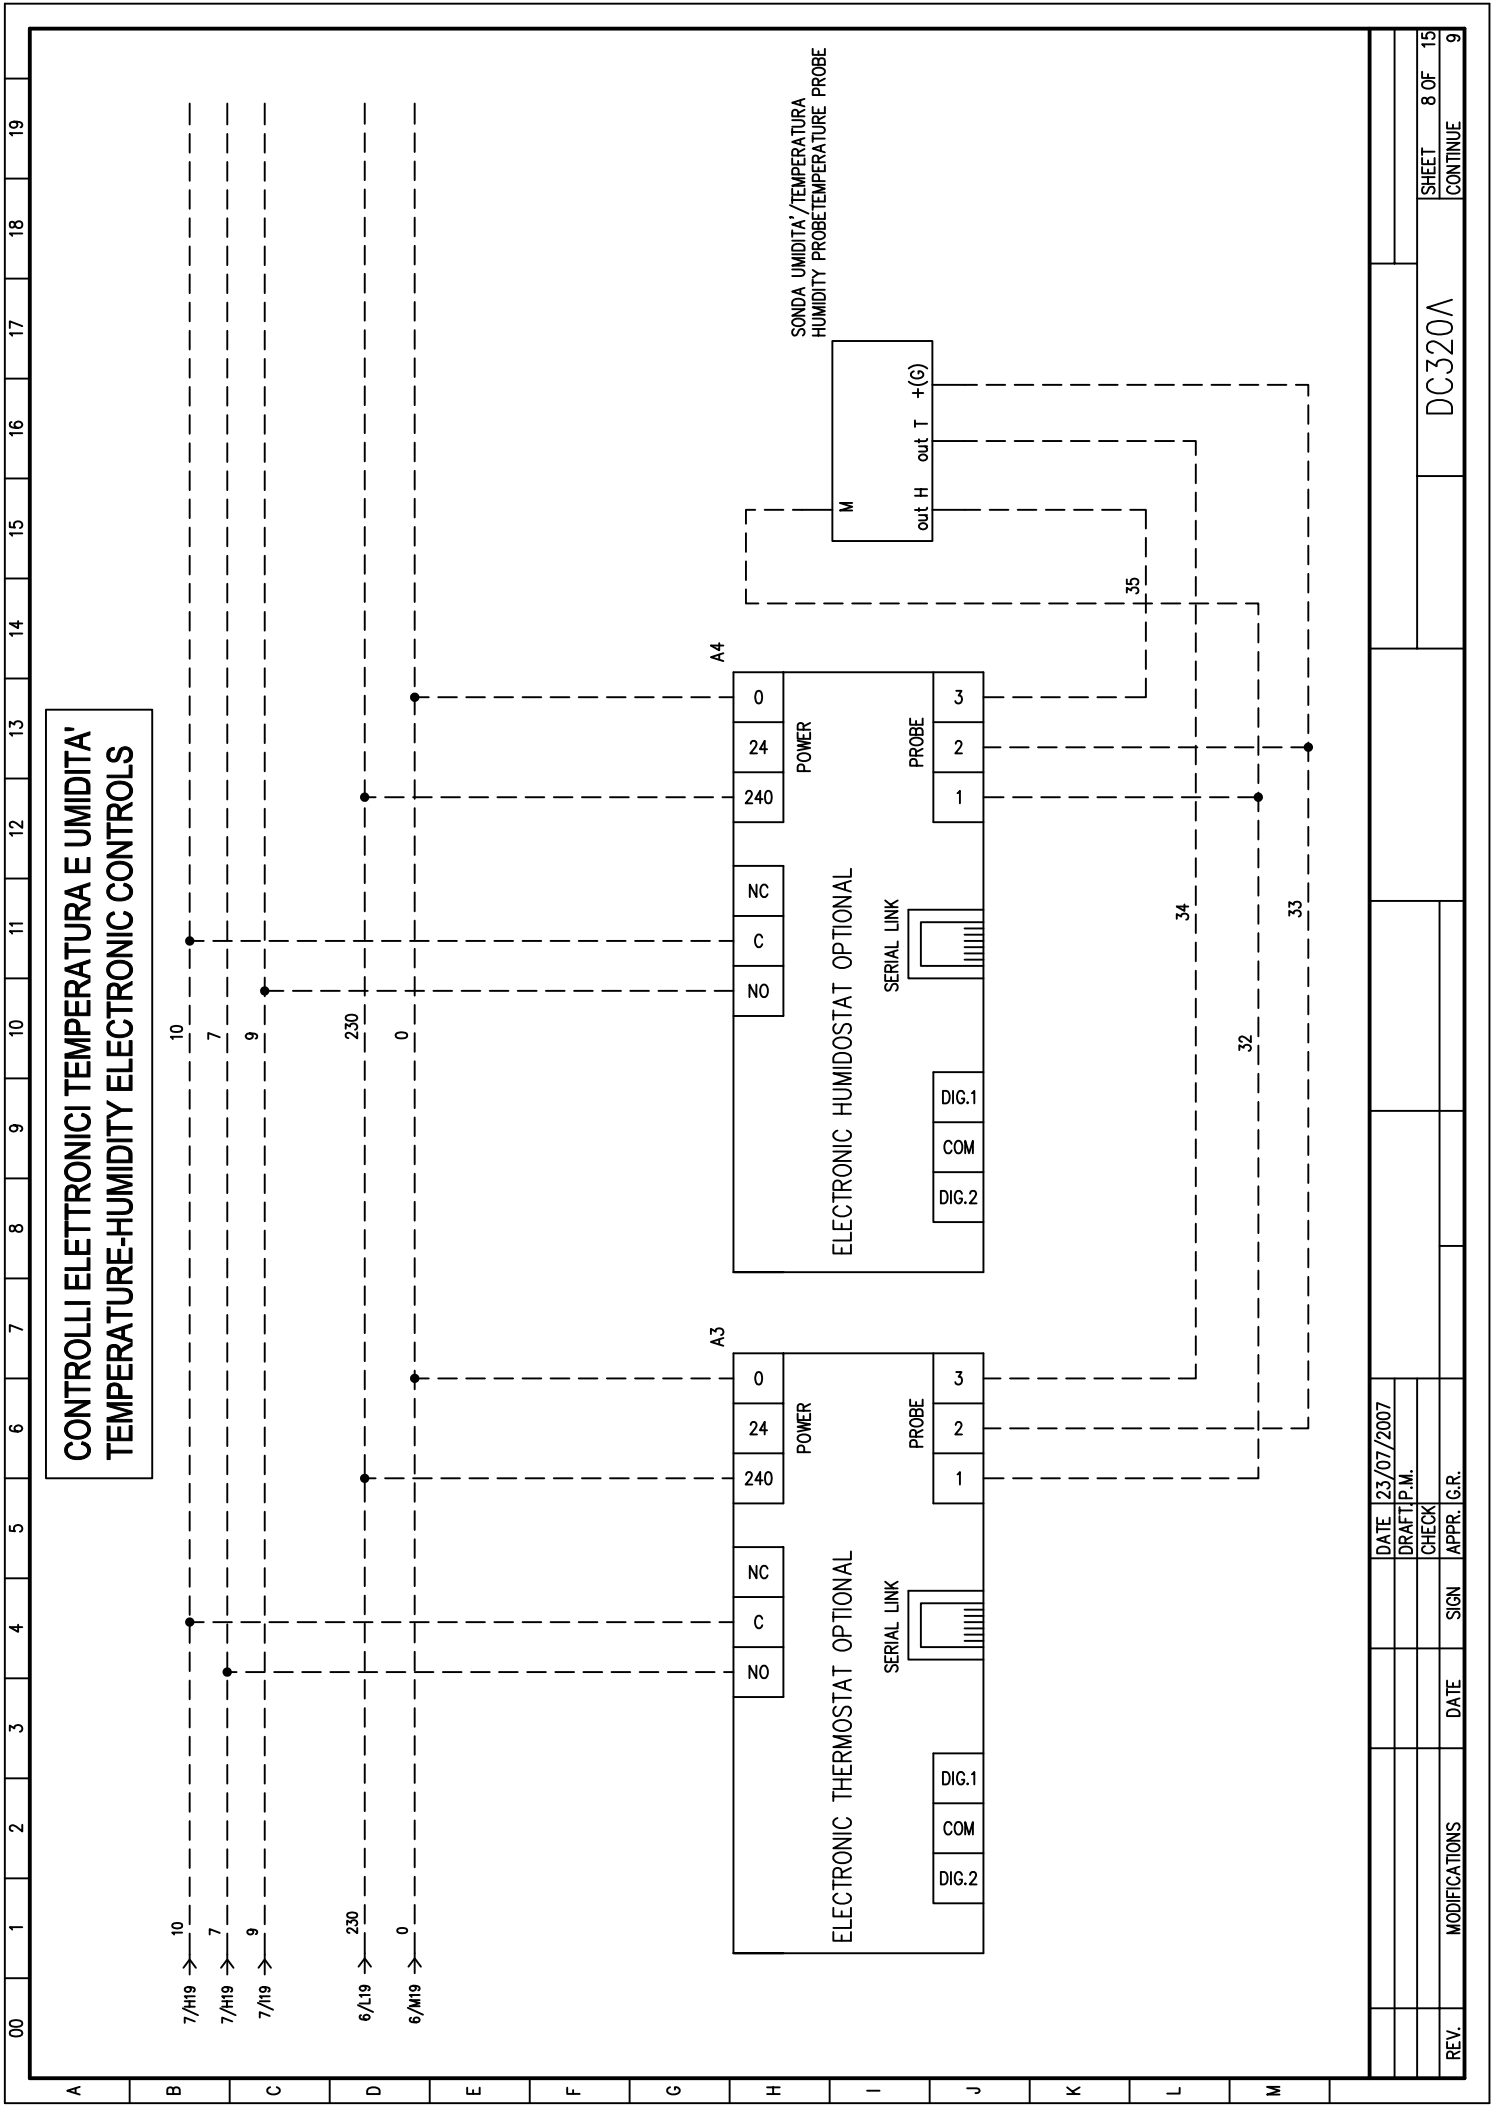 00 1 2 3 4 5 6 7 8 9 10 11 12 13 14 15 16 17 18 19
A
B
C
D
E
F
G
H
I
J
K
L
M
CONTROLLI ELETTRONICI TEMPERATURA E UMIDITA'
TEMPERATURE-HUMIDITY ELECTRONIC CONTROLS
7/H19 10 10
7/H19 7 7
7/I19 9 9
6/L19 230 230
6/M19 0 0
A3
NO C NC 240 24 0
POWER
ELECTRONIC THERMOSTAT OPTIONAL
SERIAL LINK
PROBE
DIG.2 COM DIG.1 1 2 3
A4
NO C NC 240 24 0
POWER
ELECTRONIC HUMIDOSTAT OPTIONAL
SERIAL LINK
PROBE
DIG.2 COM DIG.1 1 2 3
SONDA UMIDITA'/TEMPERATURA
HUMIDITY PROBETEMPERATURE PROBE
M
out H out T +(G)
35
34
32
33
REV. MODIFICATIONS DATE SIGN
DATE 23/07/2007
DRAFT. P.M.
CHECK
APPR. G.R.
DC320Λ
SHEET 8 OF 15
CONTINUE 9